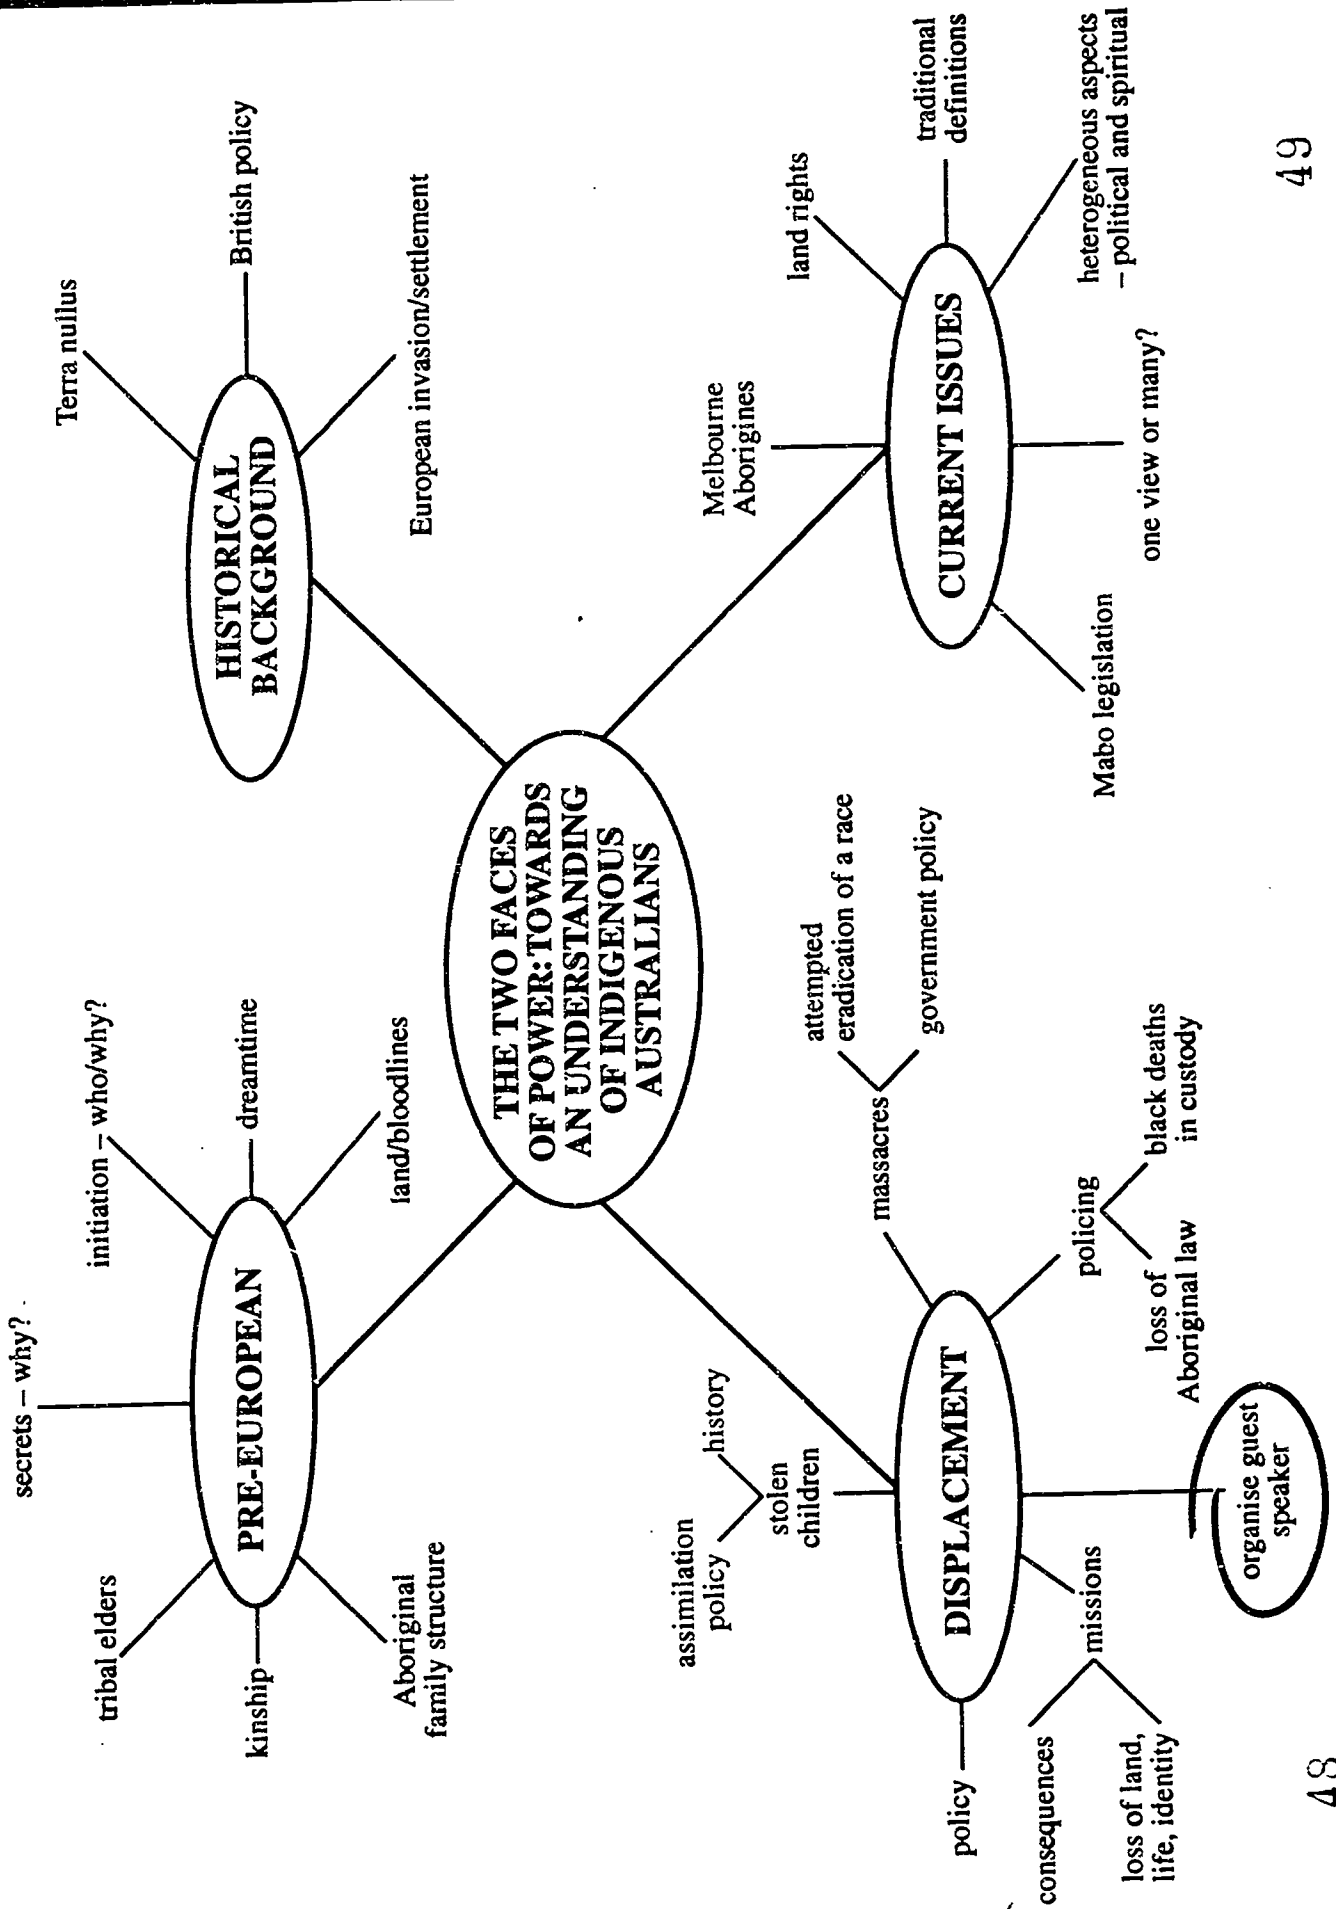 secrets – why?
initiation – who/why?
tribal elders
dreamtime
PRE-EUROPEAN
kinship
land/bloodlines
Aboriginal
family structure
Terra nullus
British policy
HISTORICAL
BACKGROUND
European invasion/settlement
THE TWO FACES
OF POWER: TOWARDS
AN UNDERSTANDING
OF INDIGENOUS
AUSTRALIANS
assimilation
policy
history
stolen
children
attempted
eradication of a race
government policy
massacres
DISPLACEMENT
policy
policing
black deaths
in custody
loss of
Aboriginal law
missions
consequences
loss of land,
life, identity
organise guest
speaker
Melbourne
Aborigines
land rights
traditional
definitions
CURRENT ISSUES
heterogeneous aspects
– political and spiritual
Mabo legislation
one view or many?
48
49